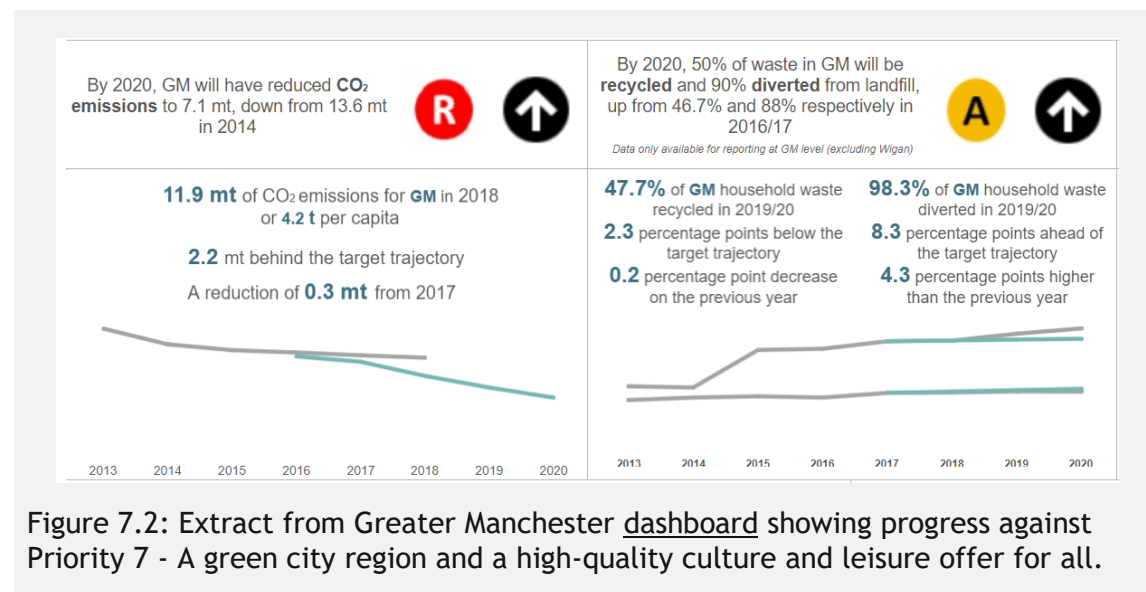 By 2020, GM will have reduced CO₂
emissions to 7.1 mt, down from 13.6 mt
in 2014
R
By 2020, 50% of waste in GM will be
recycled and 90% diverted from landfill,
up from 46.7% and 88% respectively in
2016/17
Data only available for reporting at GM level (excluding Wigan)
A
11.9 mt of CO₂ emissions for GM in 2018
or 4.2 t per capita
2.2 mt behind the target trajectory
A reduction of 0.3 mt from 2017
2013 2014 2015 2016 2017 2018 2019 2020
47.7% of GM household waste
recycled in 2019/20
2.3 percentage points below the
target trajectory
0.2 percentage point decrease
on the previous year
98.3% of GM household waste
diverted in 2019/20
8.3 percentage points ahead of
the target trajectory
4.3 percentage points higher
than the previous year
2013 2014 2015 2016 2017 2018 2019 2020
Figure 7.2: Extract from Greater Manchester dashboard showing progress against
Priority 7 - A green city region and a high-quality culture and leisure offer for all.